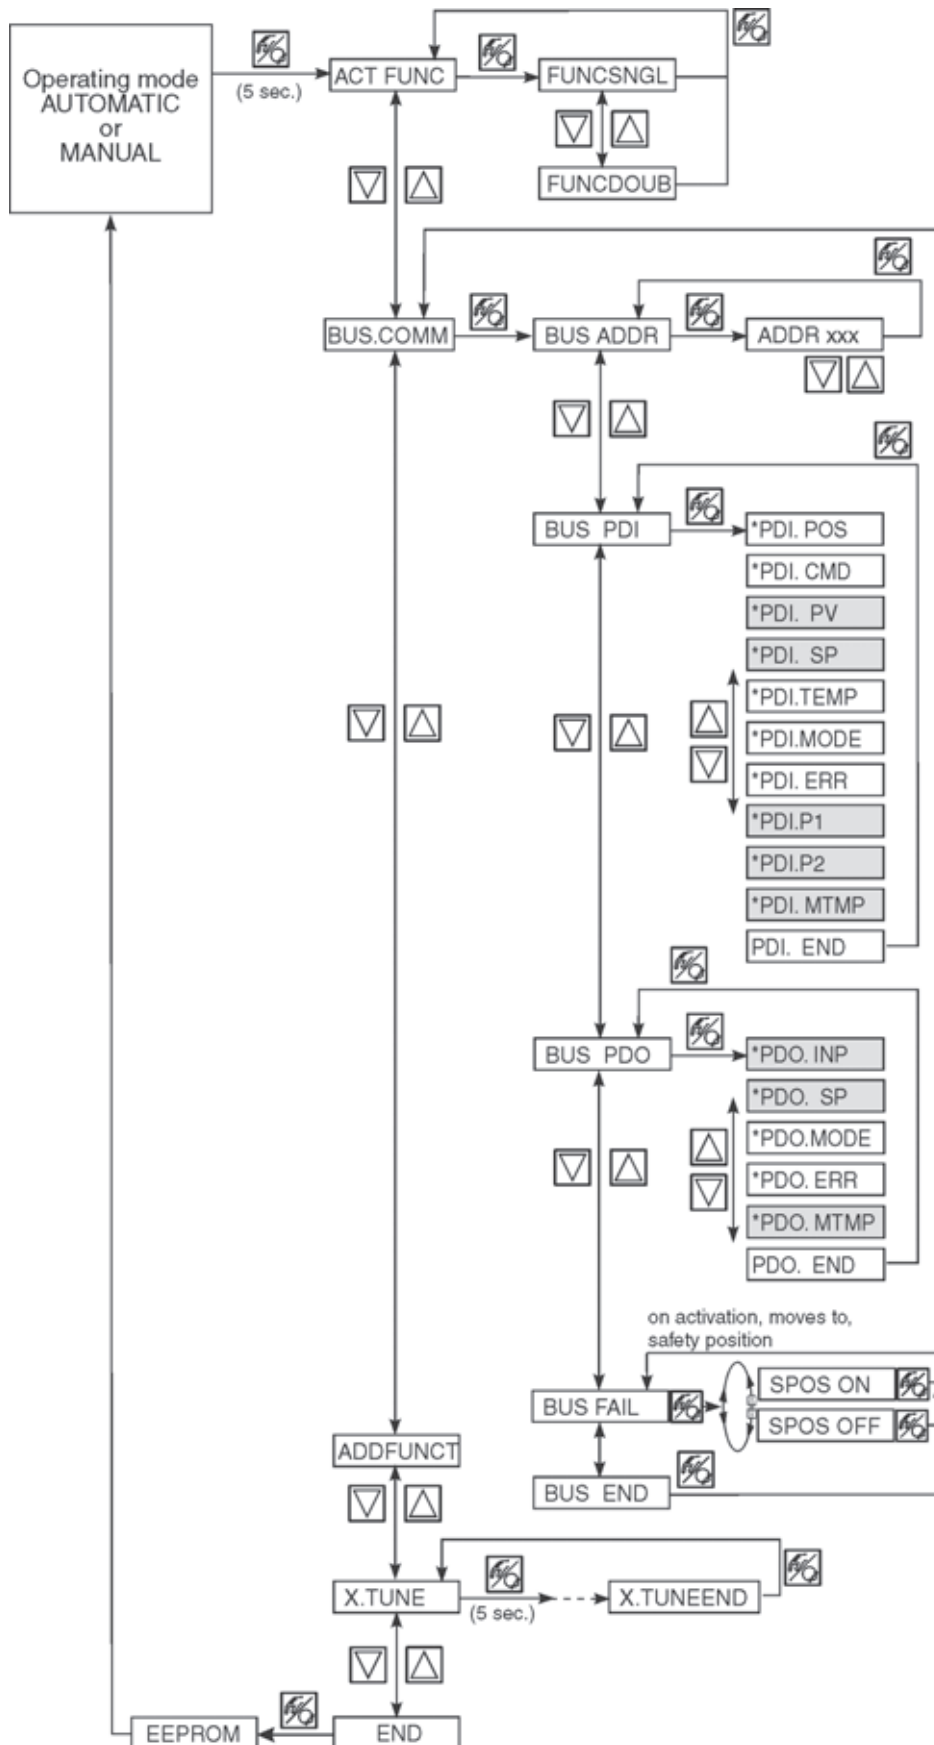 Operating mode
AUTOMATIC
or
MANUAL
(5 sec.)
ACT FUNC
FUNCSNGL
FUNCDOUB
BUS.COMM
BUS ADDR
ADDR xxx
BUS PDI
*PDI. POS
*PDI. CMD
*PDI. PV
*PDI. SP
*PDI.TEMP
*PDI.MODE
*PDI. ERR
*PDI.P1
*PDI.P2
*PDI. MTMP
PDI. END
BUS PDO
*PDO. INP
*PDO. SP
*PDO.MODE
*PDO. ERR
*PDO. MTMP
PDO. END
on activation, moves to,
safety position
BUS FAIL
SPOS ON
SPOS OFF
BUS END
ADDFUNCT
X.TUNE
(5 sec.)
X.TUNEEND
END
EEPROM